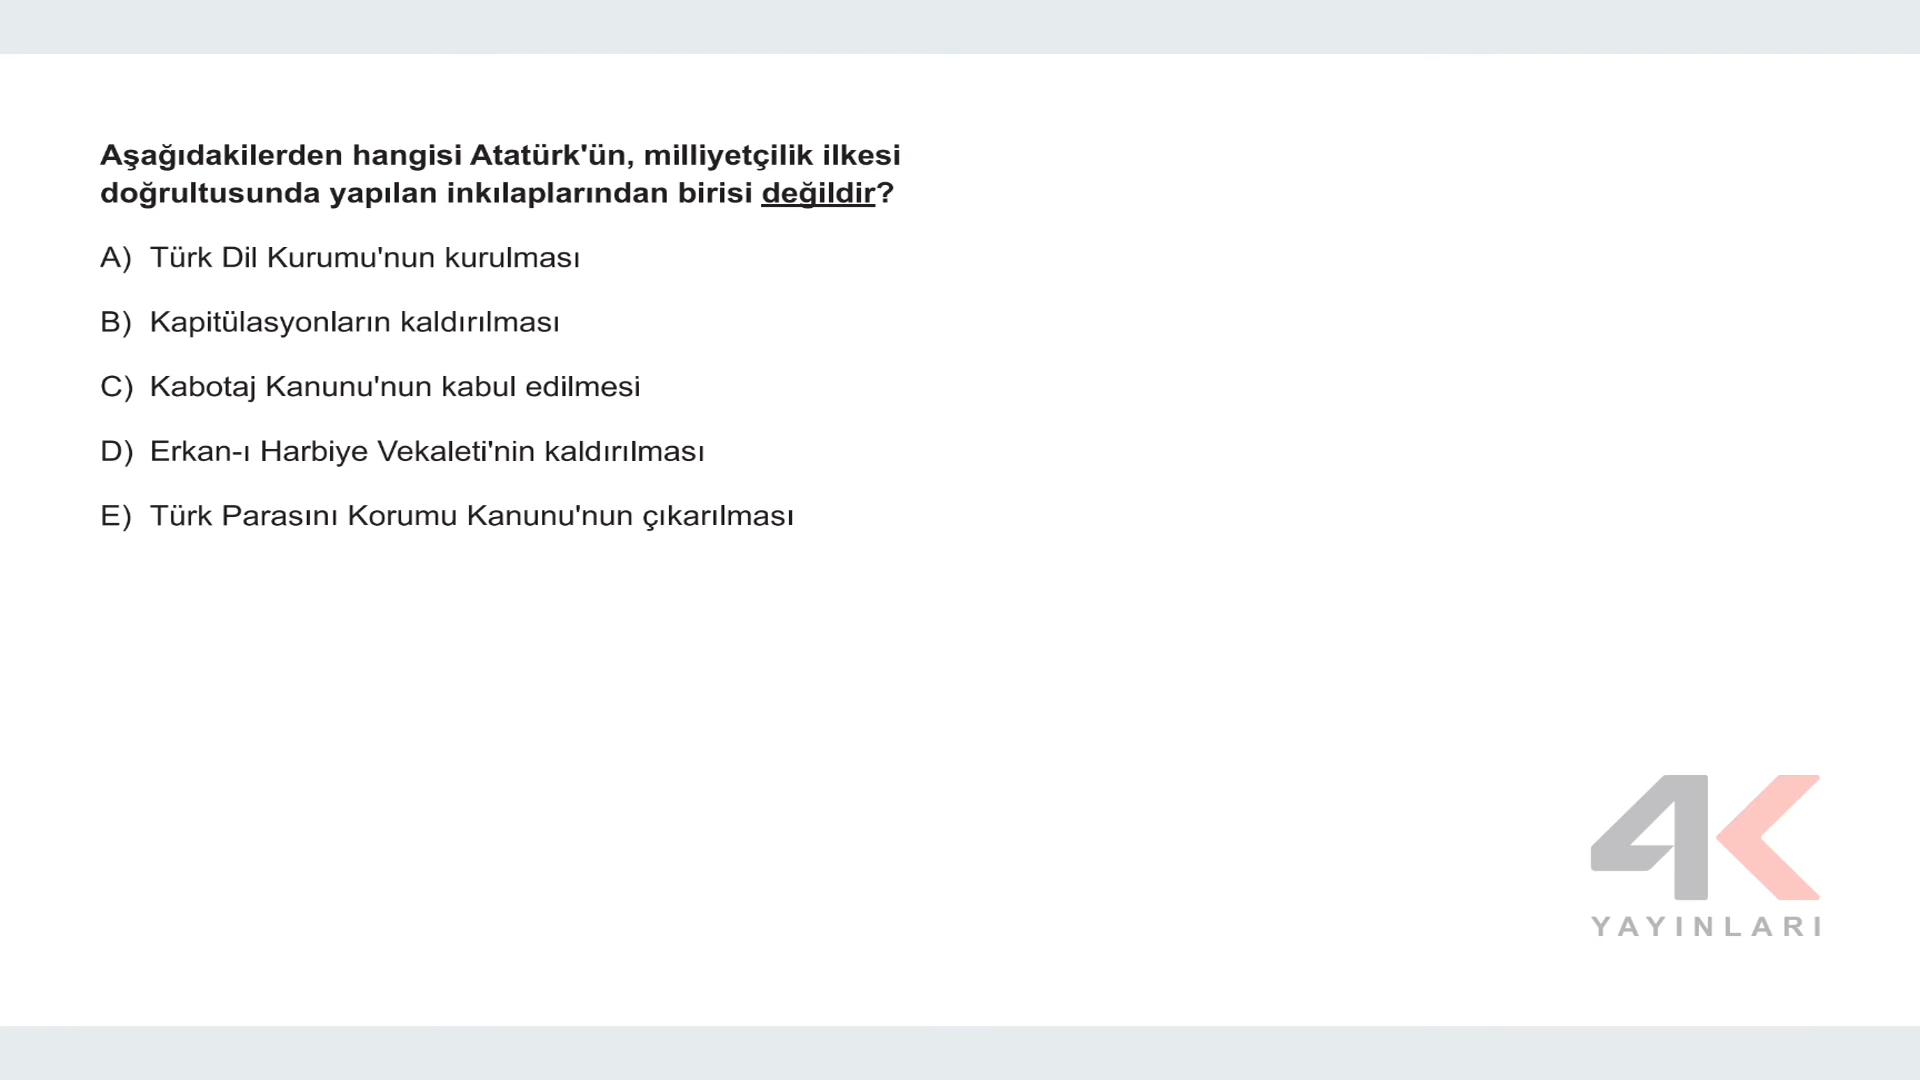 Aşağıdakilerden hangisi Atatürk'ün, milliyetçilik ilkesi
doğrultusunda yapılan inkılaplarından birisi değildir?
A) Türk Dil Kurumu'nun kurulması
B) Kapitülasyonların kaldırılması
C) Kabotaj Kanunu'nun kabul edilmesi
D) Erkan-ı Harbiye Vekaleti'nin kaldırılması
E) Türk Parasını Korumu Kanunu'nun çıkarılması
4K
YAYINLARI